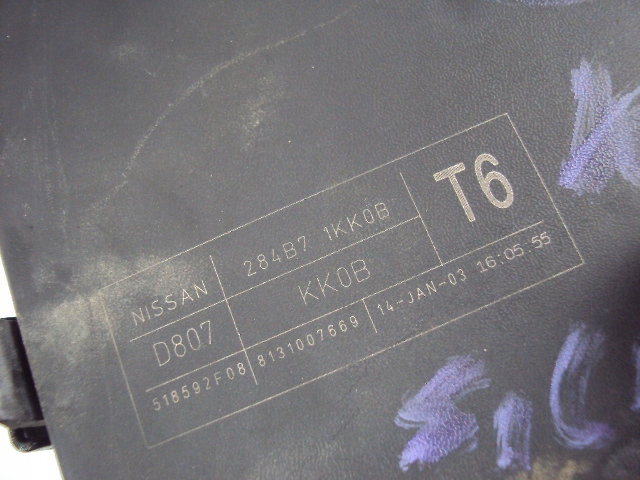 NISSAN 284B7 1KK0B T6
D807 KK0B
518592F08 8131007669 14-JAN-03 16:05:55